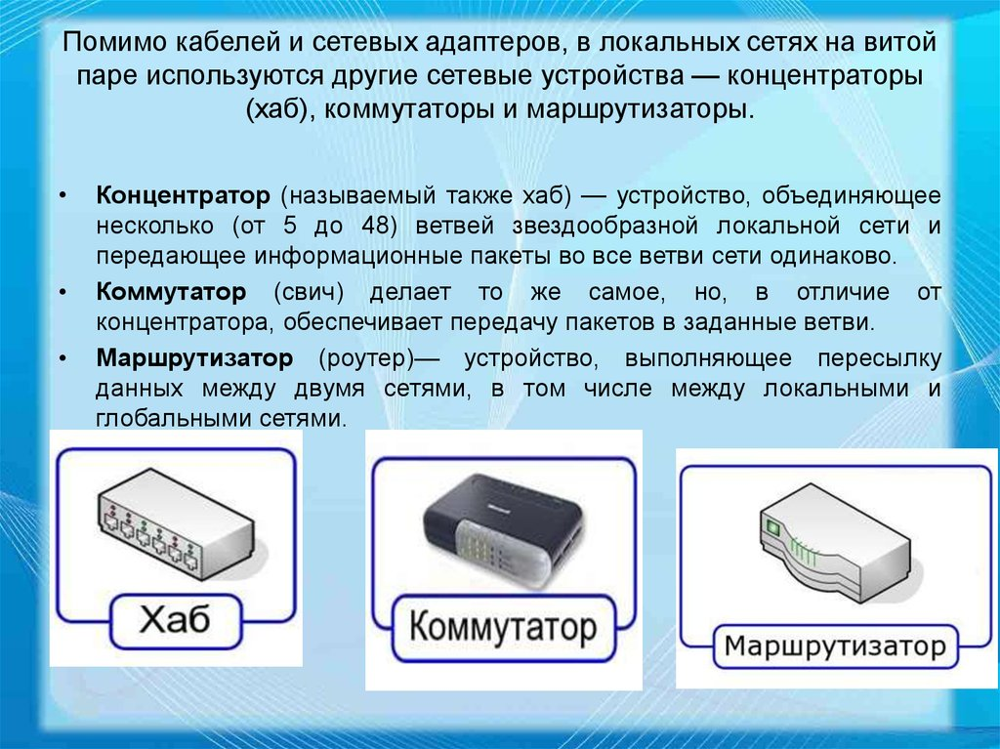 Помимо кабелей и сетевых адаптеров, в локальных сетях на витой
паре используются другие сетевые устройства — концентраторы
(хаб), коммутаторы и маршрутизаторы.
• Концентратор (называемый также хаб) — устройство, объединяющее
несколько (от 5 до 48) ветвей звездообразной локальной сети и
передающее информационные пакеты во все ветви сети одинаково.
• Коммутатор (свич) делает то же самое, но, в отличие от
концентратора, обеспечивает передачу пакетов в заданные ветви.
• Маршрутизатор (роутер)— устройство, выполняющее пересылку
данных между двумя сетями, в том числе между локальными и
глобальными сетями.
Хаб
Коммутатор
Маршрутизатор